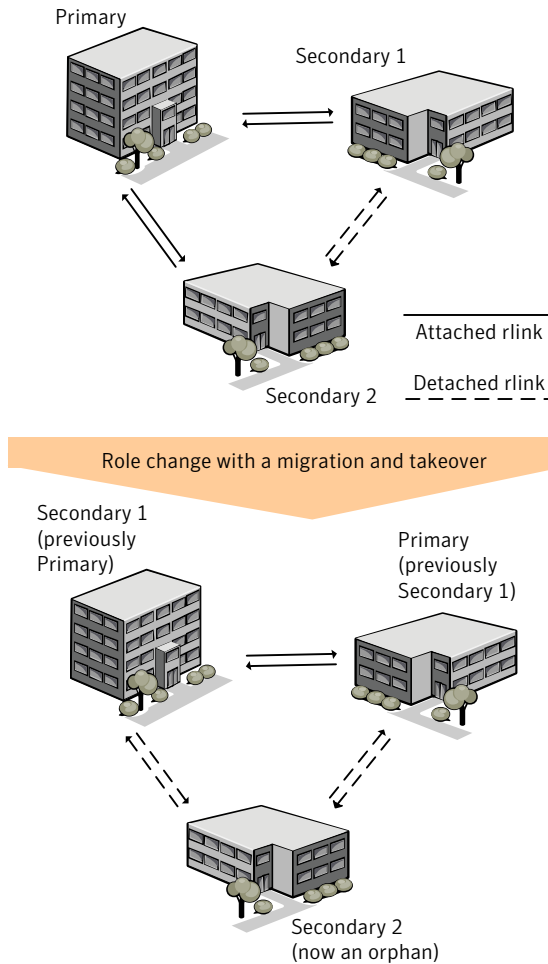 Primary
Secondary 1
Secondary 2
Attached rlink
Detached rlink
Role change with a migration and takeover
Secondary 1
(previously
Primary)
Primary
(previously
Secondary 1)
Secondary 2
(now an orphan)